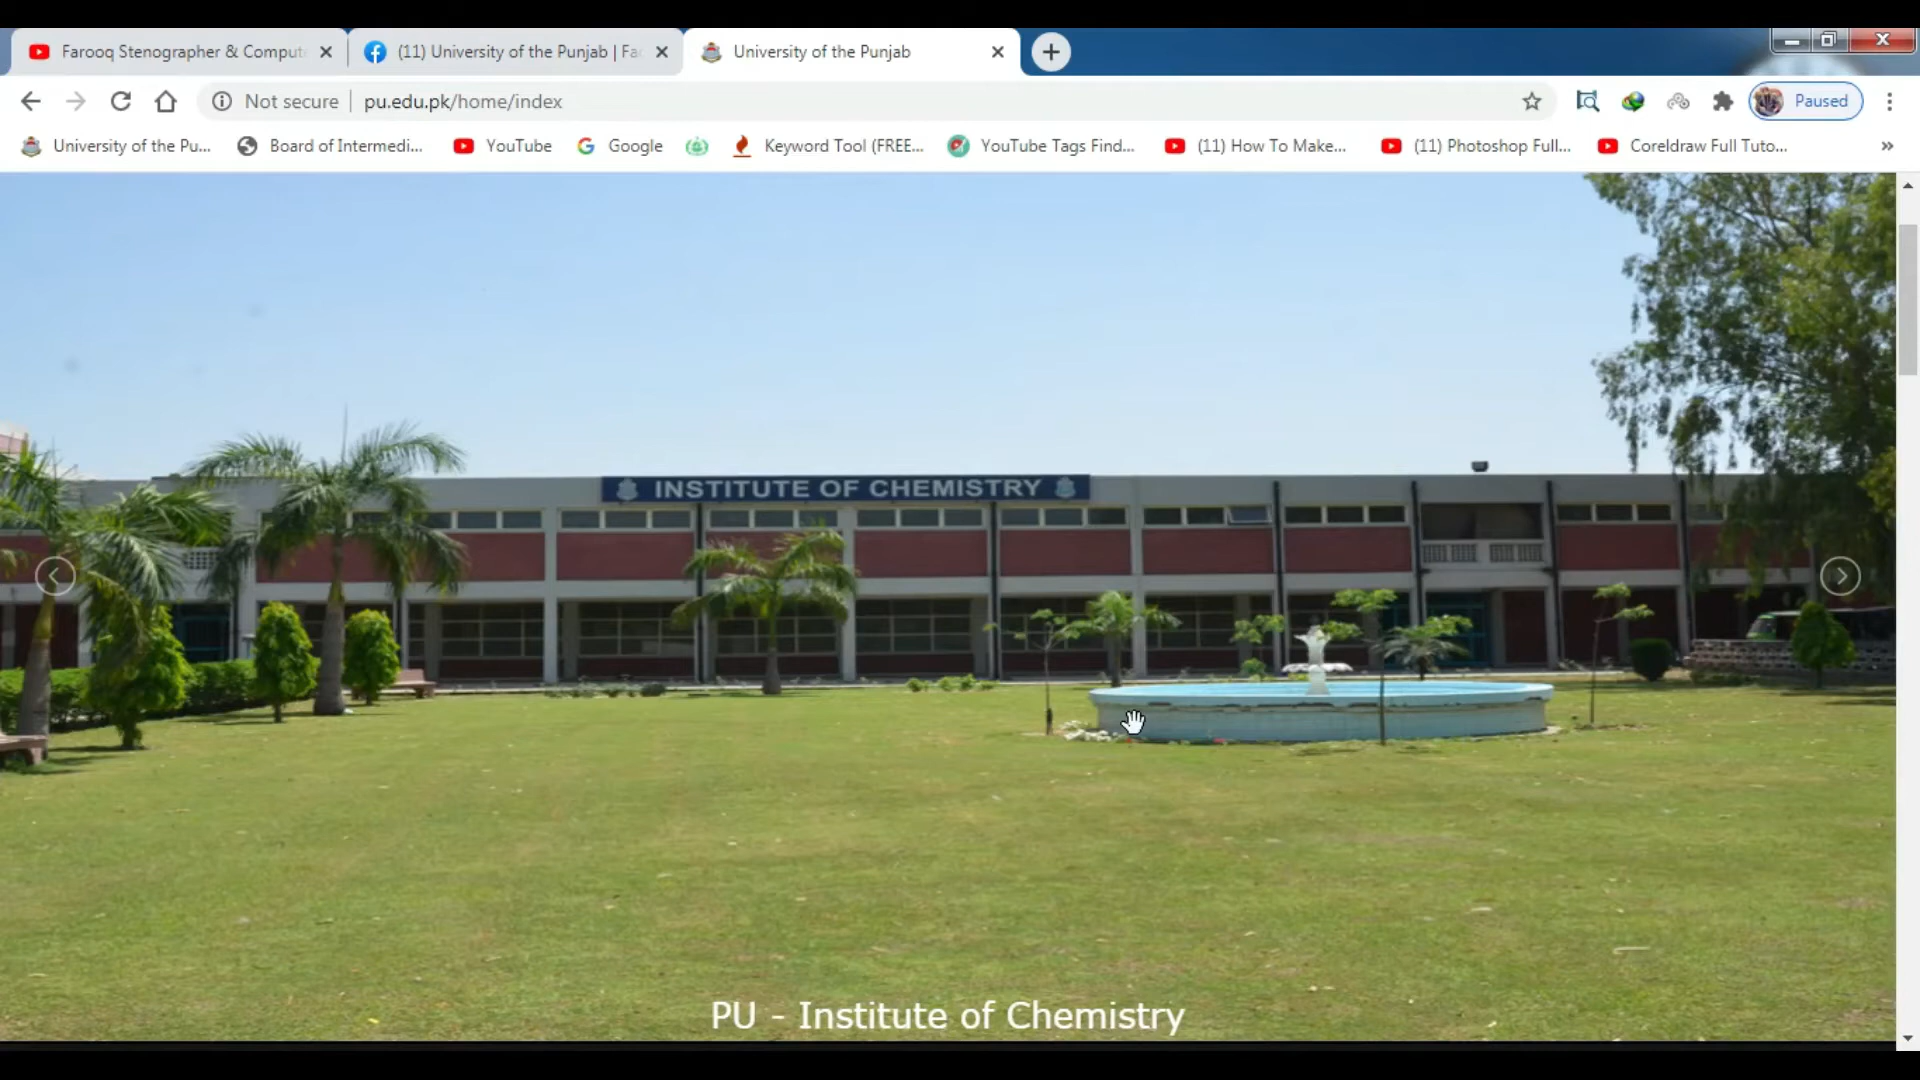 Farooq Stenographer & Compute
(11) University of the Punjab | Fa
University of the Punjab
Not secure
pu.edu.pk/home/index
Paused
University of the Pu...
Board of Intermedi...
YouTube
Google
Keyword Tool (FREE...
YouTube Tags Find...
(11) How To Make...
(11) Photoshop Full...
Coreldraw Full Tuto...
»
INSTITUTE OF CHEMISTRY
PU - Institute of Chemistry